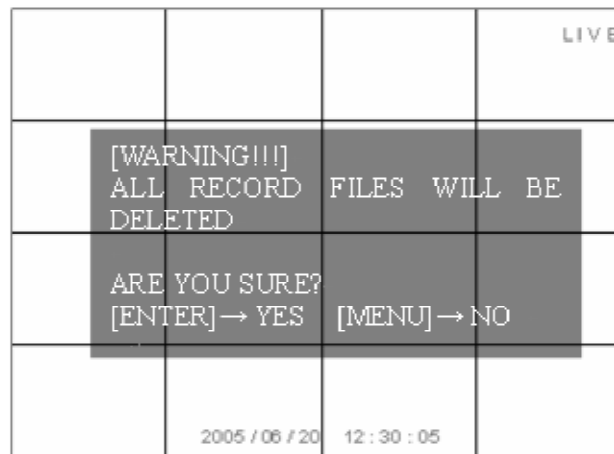 LIVE
[WARNING!!!]
ALL RECORD FILES WILL BE
DELETED
ARE YOU SURE?
[ENTER]→ YES [MENU]→ NO
2005 / 06 / 20 12 : 30 : 05